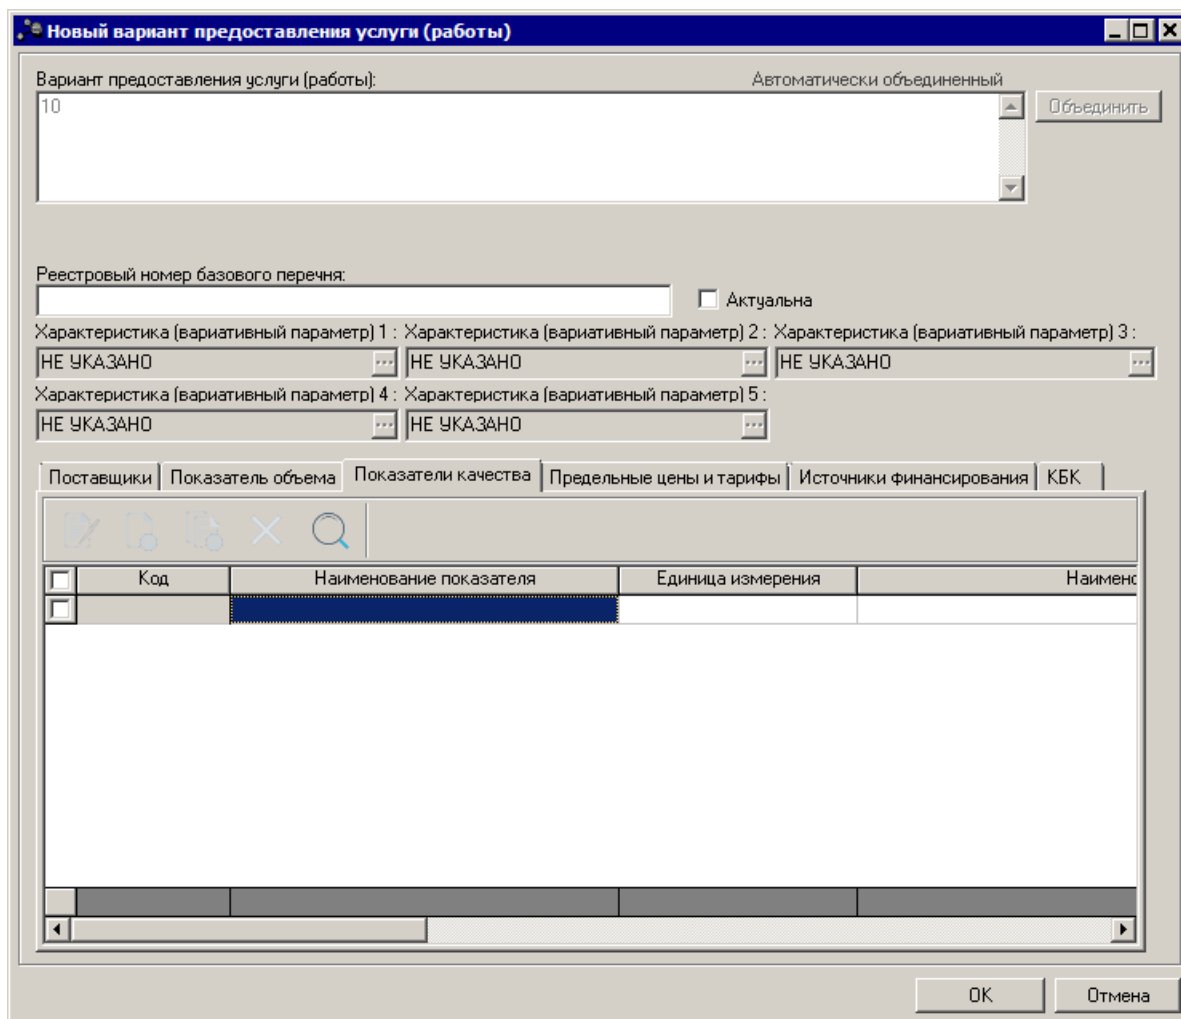 Новый вариант предоставления услуги (работы)
Вариант предоставления услуги (работы): Автоматически объединенный
10
Объединить
Реестровый номер базового перечня:
Актуальна
Характеристика (вариативный параметр) 1 : Характеристика (вариативный параметр) 2 : Характеристика (вариативный параметр) 3 :
НЕ УКАЗАНО ... НЕ УКАЗАНО ... НЕ УКАЗАНО ...
Характеристика (вариативный параметр) 4 : Характеристика (вариативный параметр) 5 :
НЕ УКАЗАНО ... НЕ УКАЗАНО ...
Поставщики Показатель объема Показатели качества Предельные цены и тарифы Источники финансирования КБК
Код Наименование показателя Единица измерения Наимено
OK Отмена